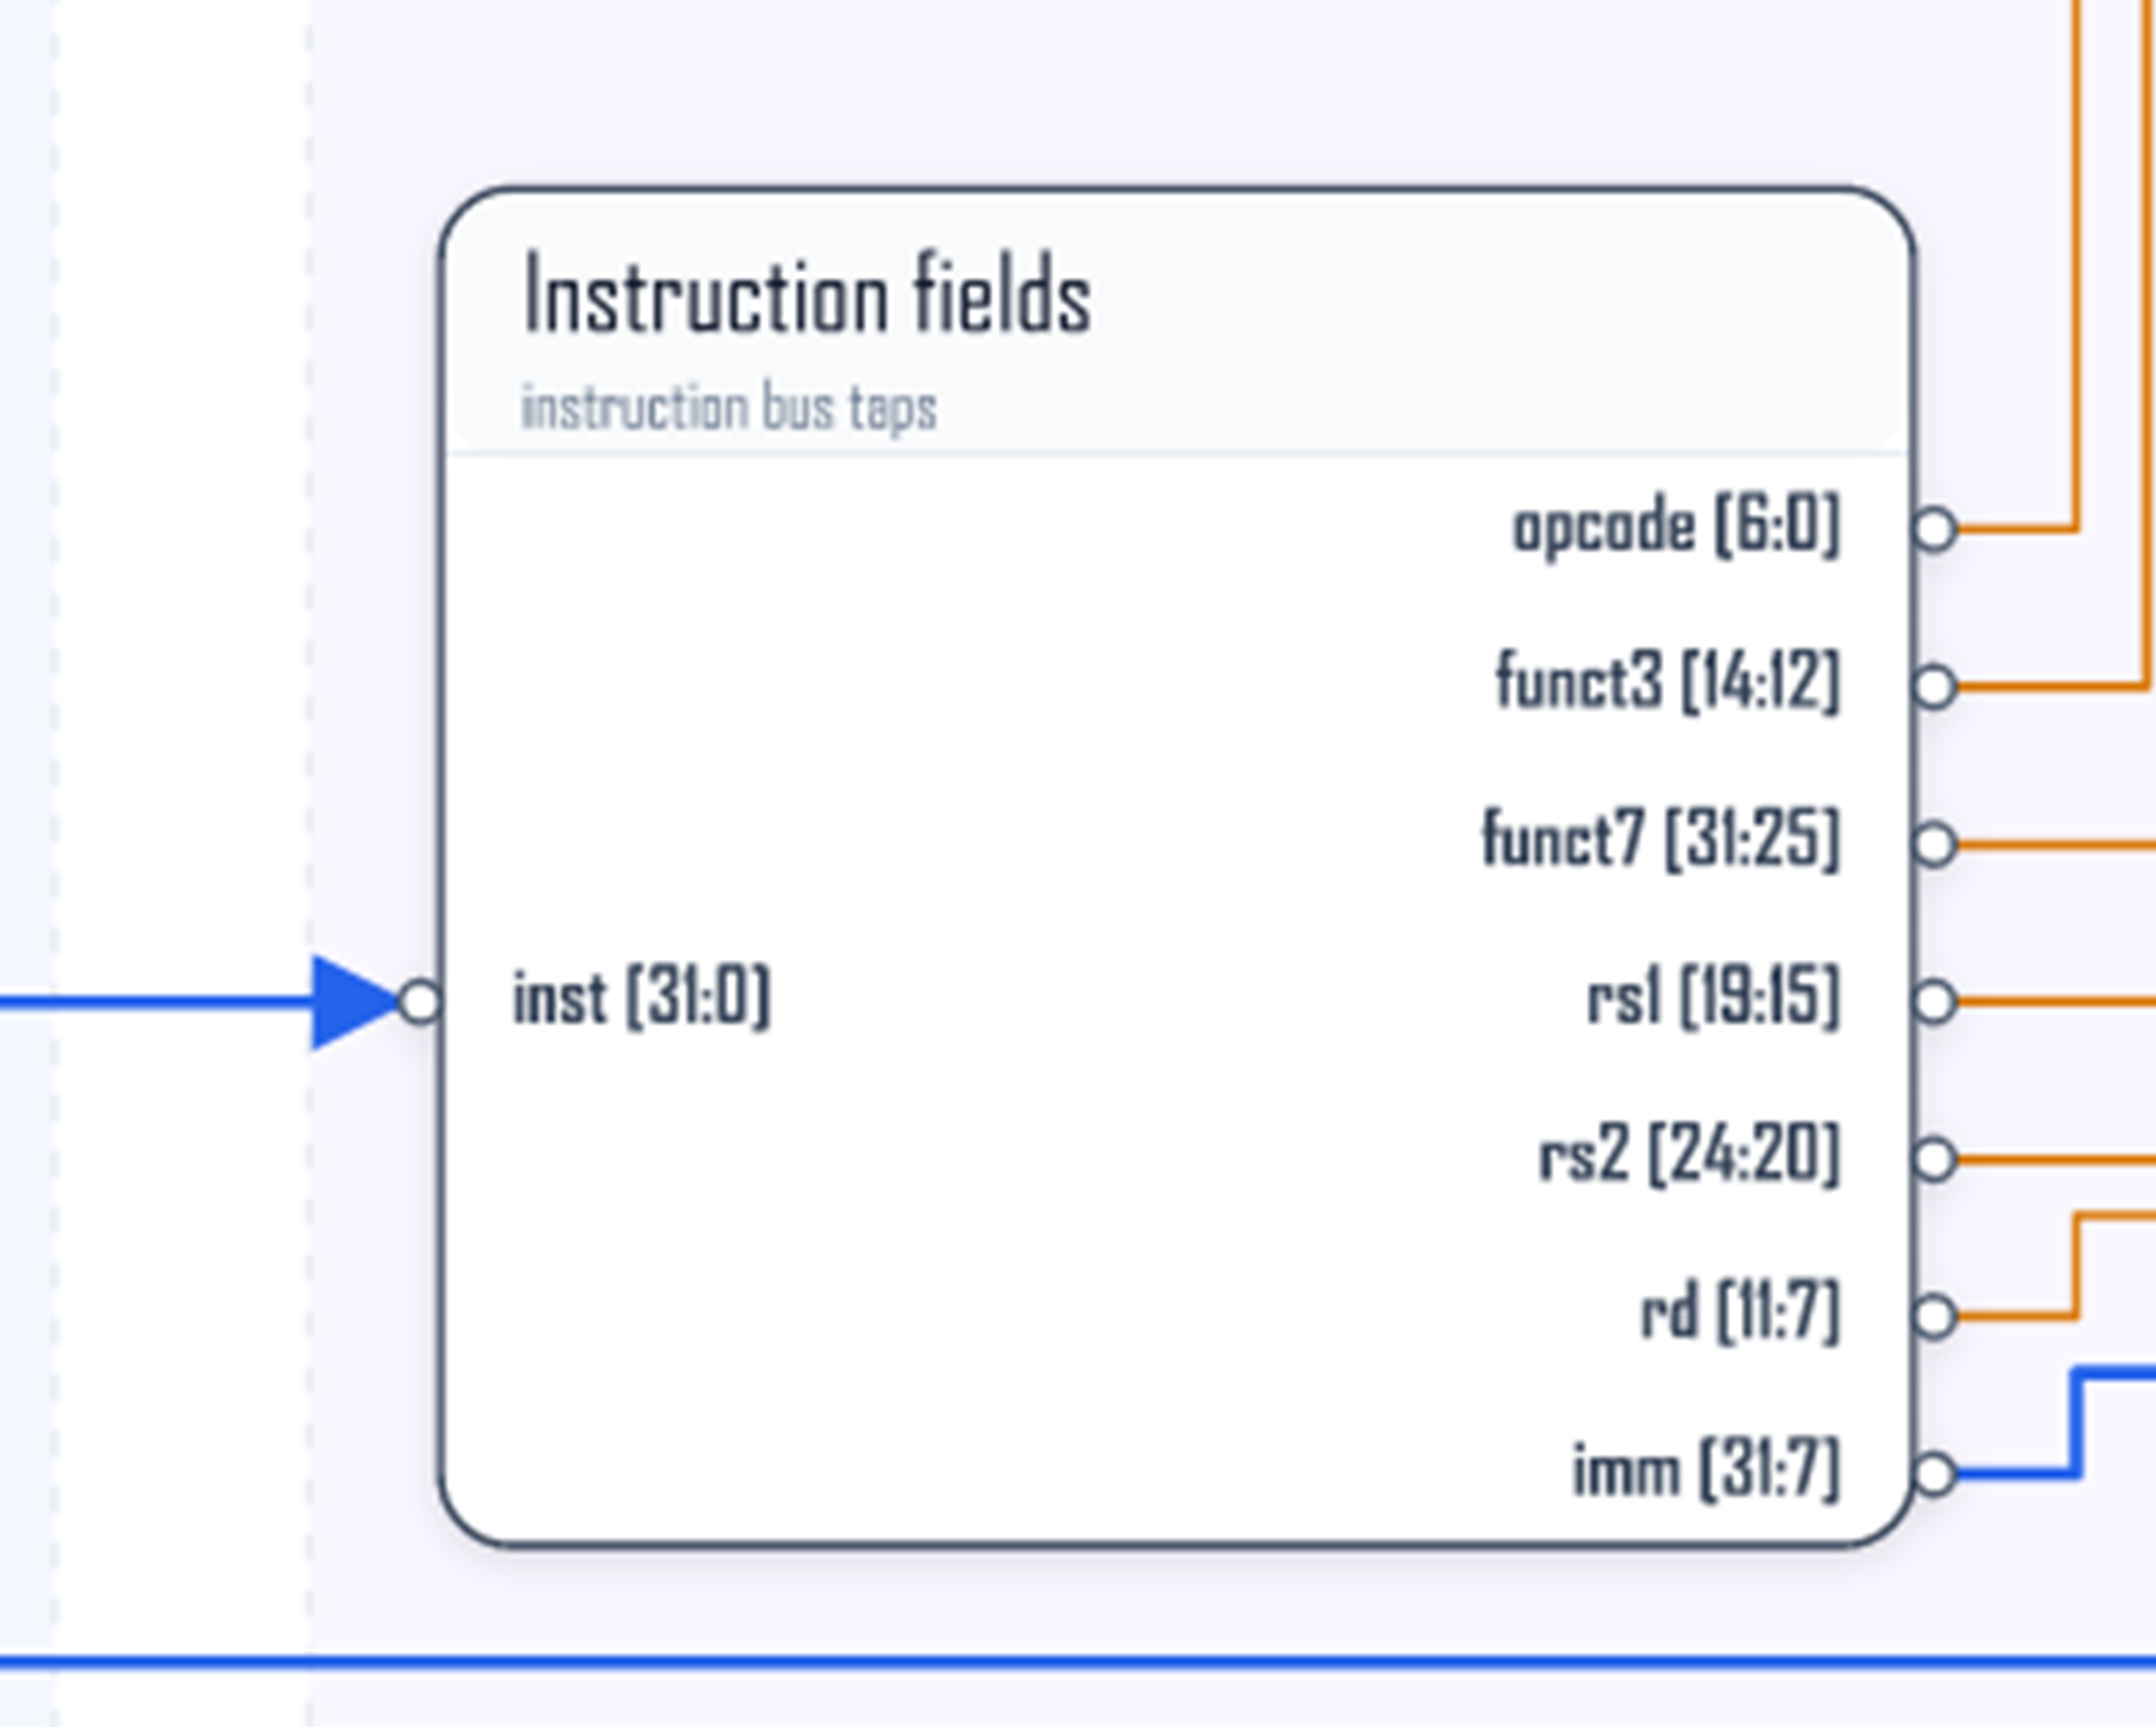 Instruction fields
instruction bus taps
opcode [6:0]
funct3 [14:12]
funct7 [31:25]
inst [31:0]
rs1 [19:15]
rs2 [24:20]
rd [11:7]
imm [31:7]